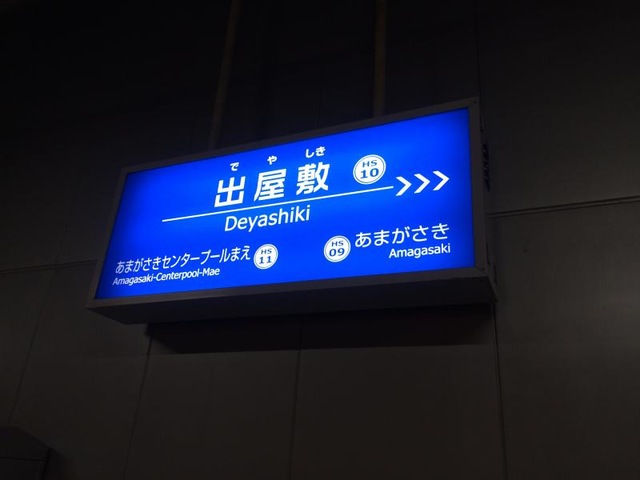 でやしき
出屋敷 HS 10 >>>
Deyashiki
あまがさきセンタープールまえ HS 11
Amagasaki-Centerpool-Mae
HS 09 あまがさき
Amagasaki